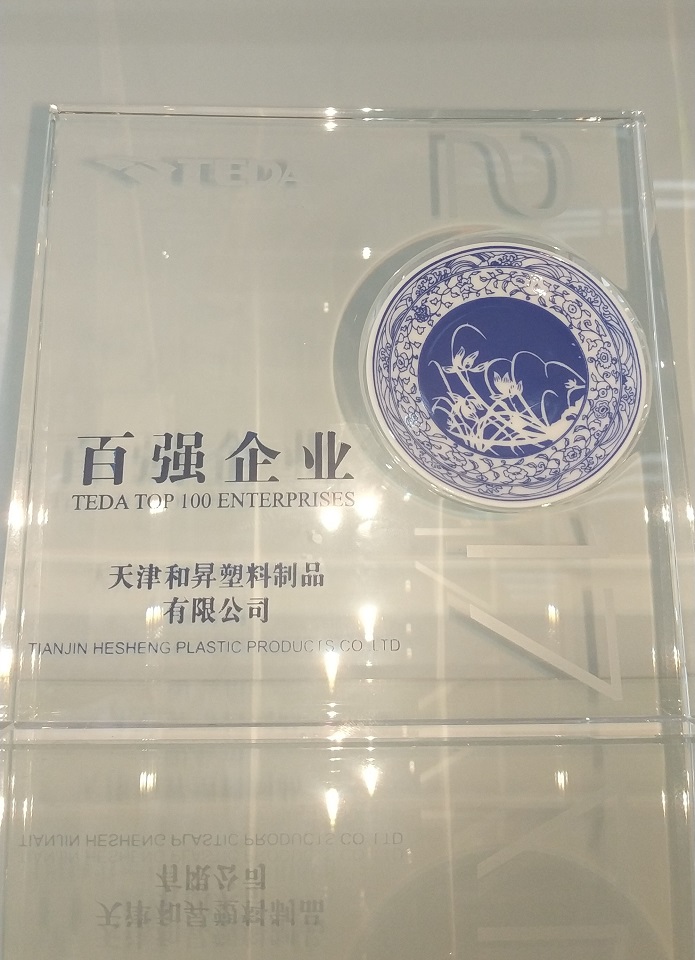 TEDA
百强企业
TEDA TOP 100 ENTERPRISES
天津和昇塑料制品
有限公司
TIANJIN HESHENG PLASTIC PRODUCTS CO LTD